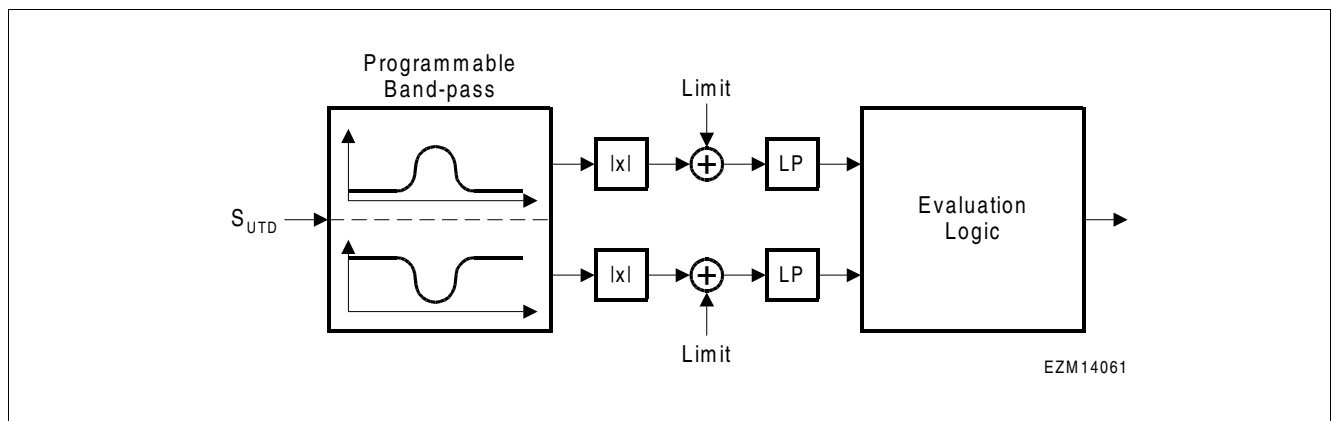 Programmable
Band-pass
Limit
|x|
LP
S_UTD
Evaluation
Logic
|x|
LP
Limit
EZM14061